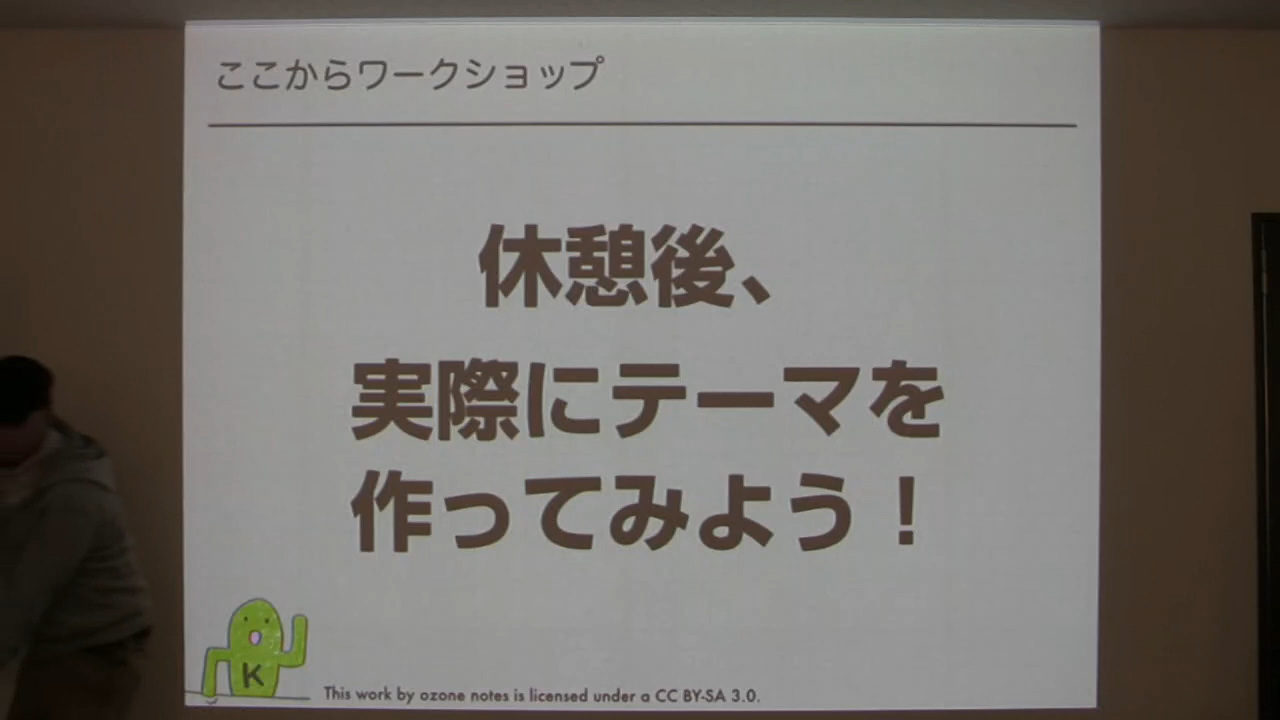 ここからワークショップ
休憩後、
実際にテーマを
作ってみよう！
K
This work by ozone notes is licensed under a CC BY-SA 3.0.